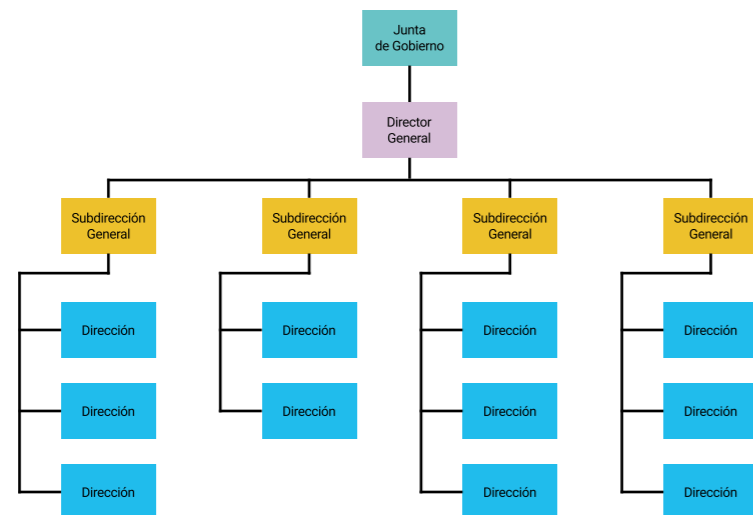 Junta
de Gobierno
Director
General
Subdirección
General
Subdirección
General
Subdirección
General
Subdirección
General
Dirección
Dirección
Dirección
Dirección
Dirección
Dirección
Dirección
Dirección
Dirección
Dirección
Dirección